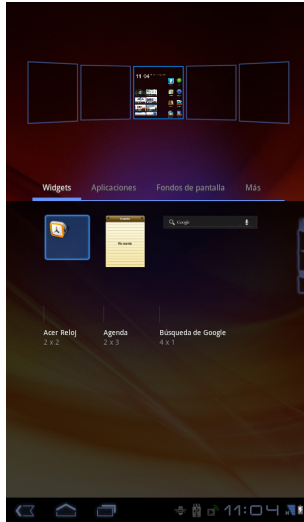 11 04
Widgets Aplicaciones Fondos de pantalla Más
Google
Acer Reloj Agenda Búsqueda de Google
2 x 2 2 x 3 4 x 1
11:04